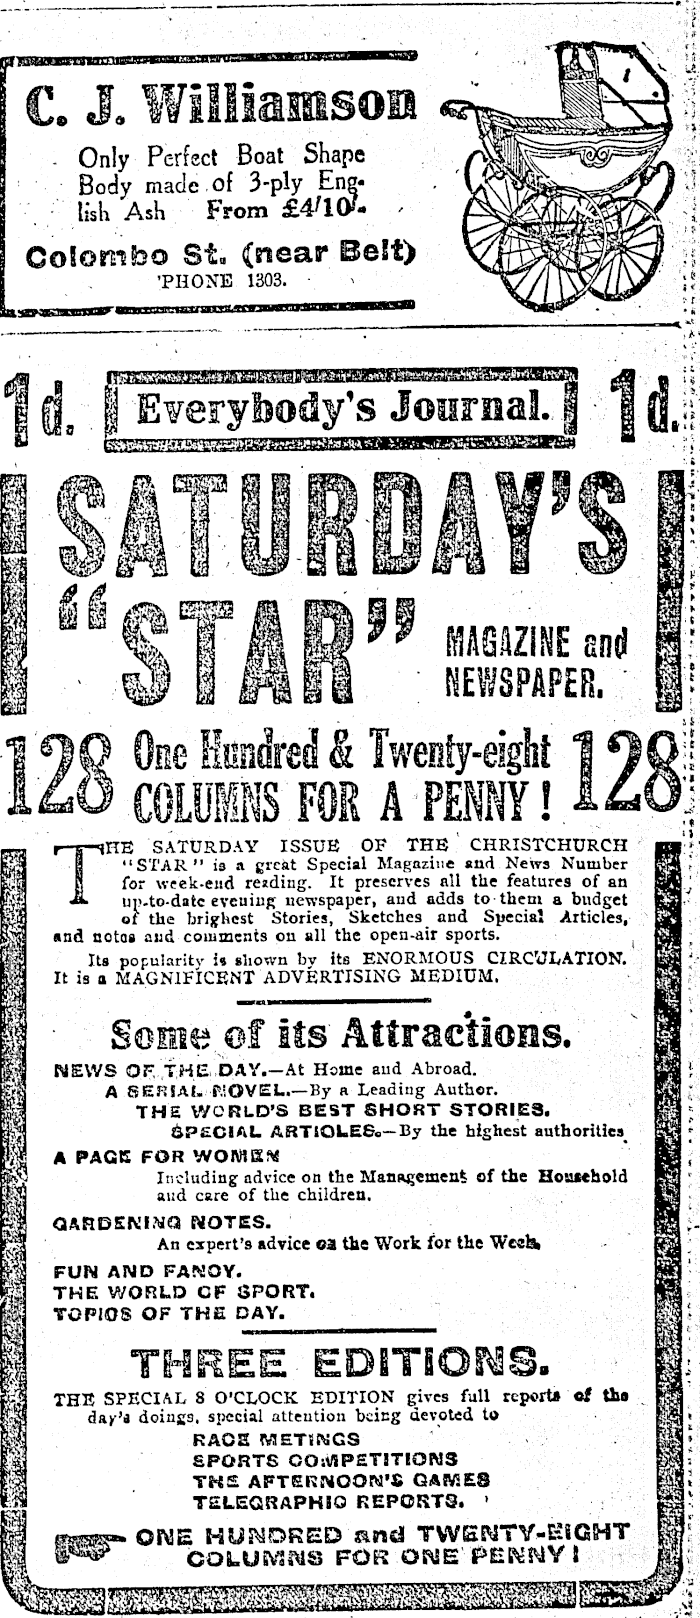 C. J. Williamson
Only Perfect Boat Shape
Body made of 3-ply Eng-
lish Ash From £4/10/-
Colombo St. (near Belt)
'PHONE 1303.
1d. Everybody's Journal. 1d.
SATURDAY'S
"STAR" MAGAZINE and
NEWSPAPER.
128 One Hundred & Twenty-eight 128
COLUMNS FOR A PENNY!
THE SATURDAY ISSUE OF THE CHRISTCHURCH
"STAR" is a great Special Magazine and News Number
for week-end reading. It preserves all the features of an
up-to-date evening newspaper, and adds to them a budget
of the brighest Stories, Sketches and Special Articles,
and notes and comments on all the open-air sports.
Its popularity is shown by its ENORMOUS CIRCULATION.
It is a MAGNIFICENT ADVERTISING MEDIUM.
Some of its Attractions.
NEWS OF THE DAY.—At Home and Abroad.
A SERIAL NOVEL.—By a Leading Author.
THE WORLD'S BEST SHORT STORIES.
SPECIAL ARTICLES.—By the highest authorities
A PAGE FOR WOMEN
Including advice on the Management of the Household
and care of the children.
GARDENING NOTES.
An expert's advice on the Work for the Week.
FUN AND FANCY.
THE WORLD OF SPORT.
TOPICS OF THE DAY.
THREE EDITIONS.
THE SPECIAL 8 O'CLOCK EDITION gives full reports of the
day's doings, special attention being devoted to
RACE METINGS
SPORTS COMPETITIONS
THE AFTERNOON'S GAMES
TELEGRAPHIC REPORTS.
ONE HUNDRED and TWENTY-EIGHT
COLUMNS FOR ONE PENNY!